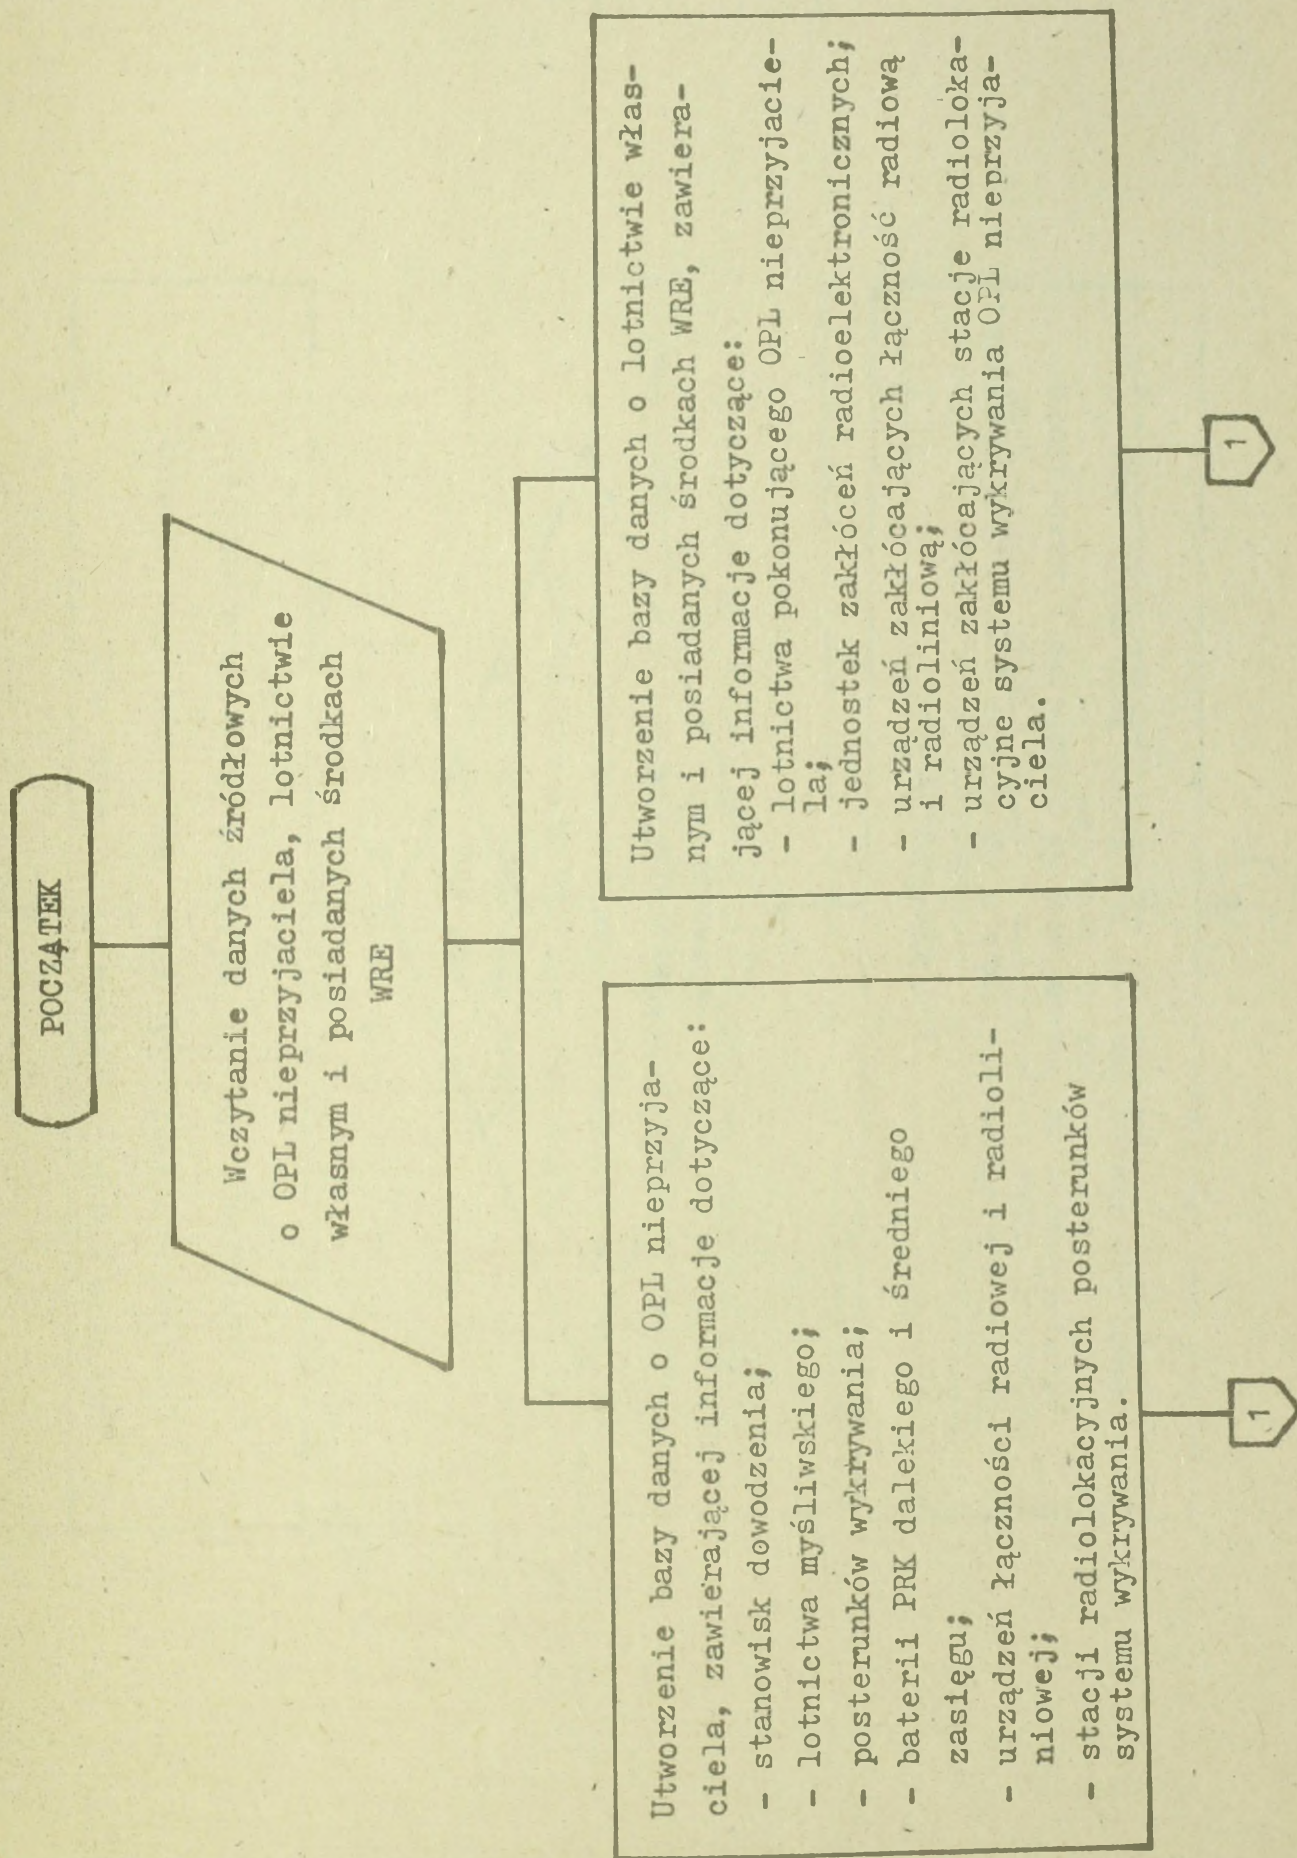 POCZĄTEK
Wczytanie danych źródłowych
o OPL nieprzyjaciela, lotnictwie
własnym i posiadanych środkach
WRE
Utworzenie bazy danych o OPL nieprzyja-
ciela, zawierającej informacje dotyczące:
- stanowisk dowodzenia;
- lotnictwa myśliwskiego;
- posterunków wykrywania;
- baterii PRK dalekiego i średniego
zasięgu;
- urządzeń łączności radiowej i radioli-
niowej;
- stacji radiolokacyjnych posterunków
systemu wykrywania.
1
Utworzenie bazy danych o lotnictwie włas-
nym i posiadanych środkach WRE, zawiera-
jącej informacje dotyczące:
- lotnictwa pokonującego OPL nieprzyjacie-
la;
- jednostek zakłóceń radioelektronicznych;
- urządzeń zakłócających łączność radiową
i radioliniową;
- urządzeń zakłócających stacje radioloka-
cyjne systemu wykrywania OPL nieprzyja-
ciela.
1